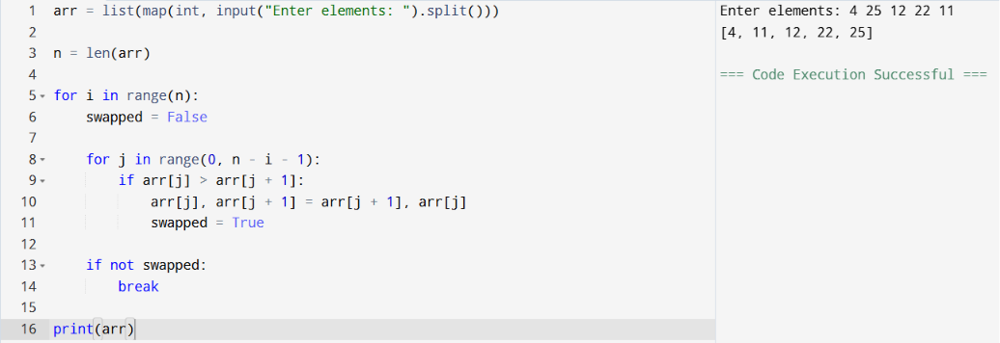 1 arr = list(map(int, input("Enter elements: ").split()))
2
3 n = len(arr)
4
5 for i in range(n):
6     swapped = False
7
8     for j in range(0, n - i - 1):
9         if arr[j] > arr[j + 1]:
10             arr[j], arr[j + 1] = arr[j + 1], arr[j]
11             swapped = True
12
13     if not swapped:
14         break
15
16 print(arr)
Enter elements: 4 25 12 22 11
[4, 11, 12, 22, 25]
=== Code Execution Successful ===